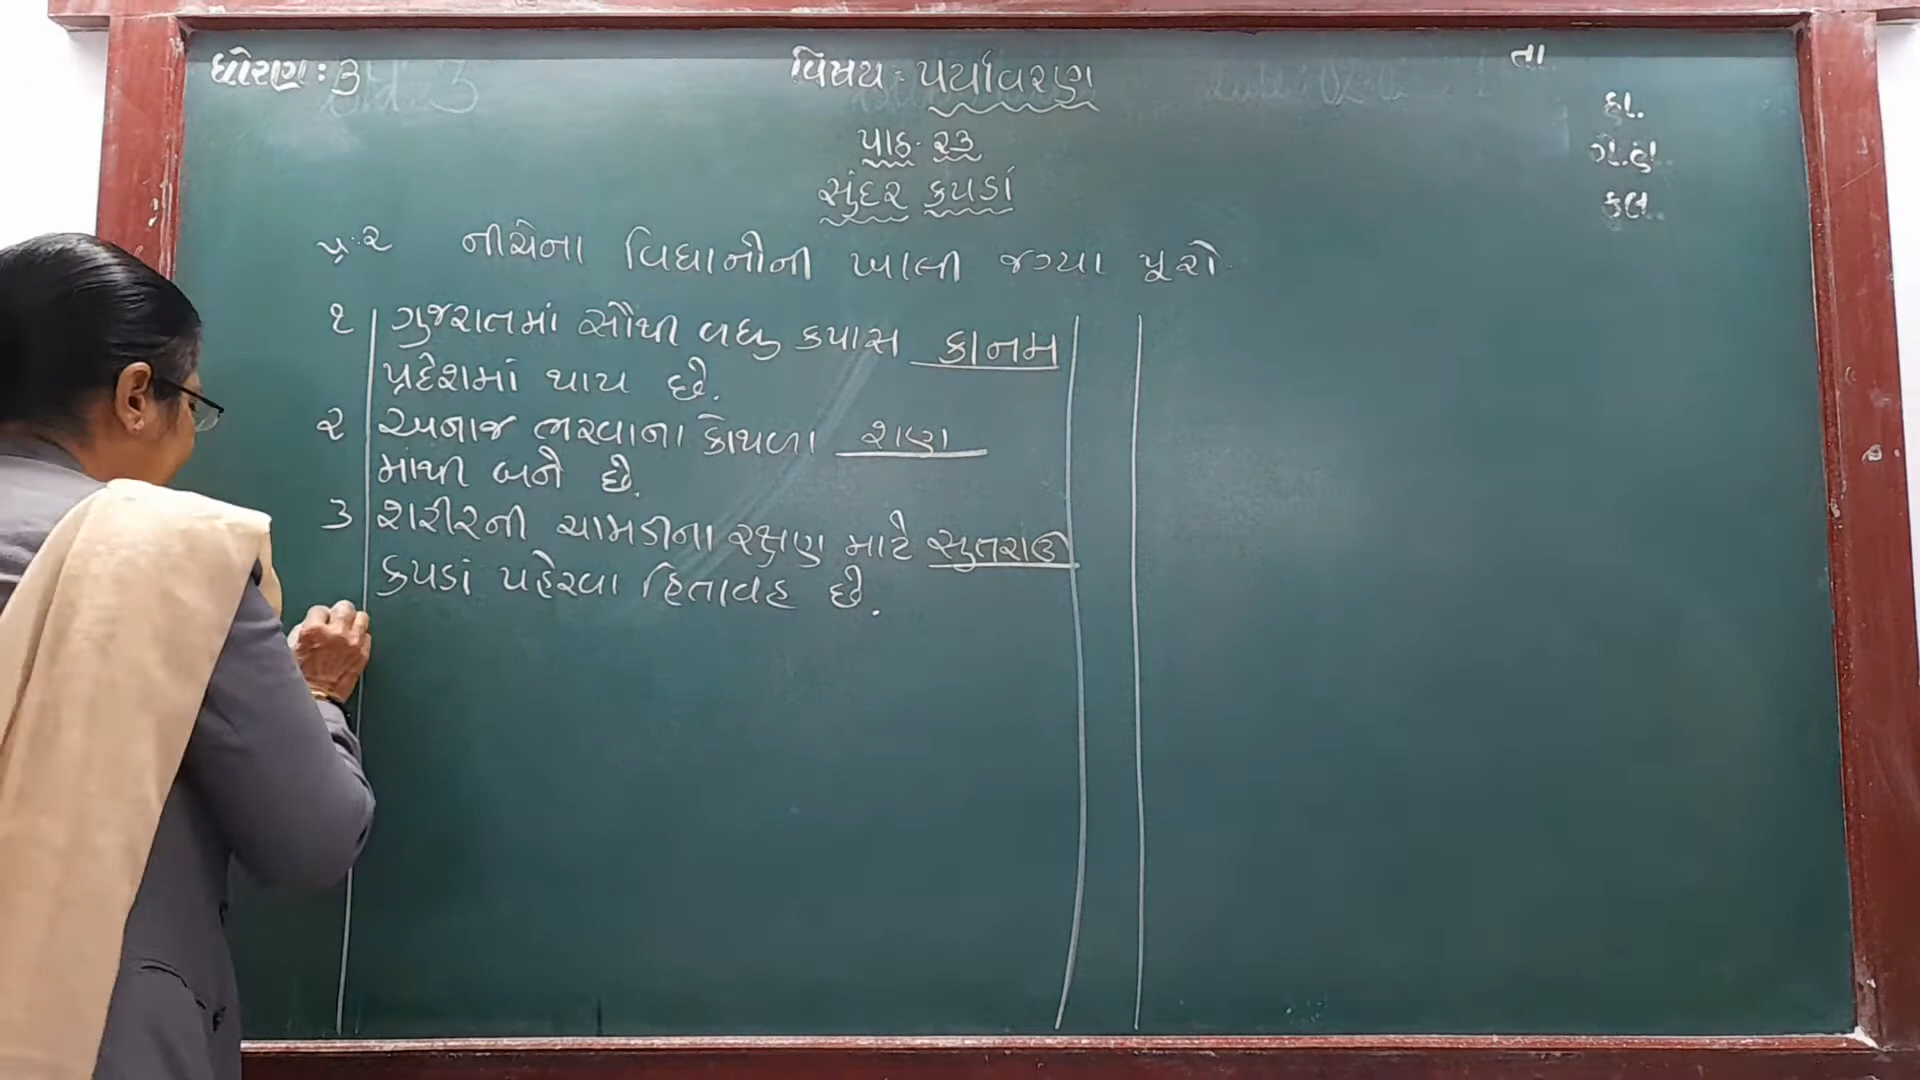 ધોરણ : 3
વિષય : પર્યાવરણ
તા
હા.
ગે.હા.
કુલ
પાઠ. ૨૩
સુંદર કપડાં
પ્ર:૨ નીચેના વિધાનોની ખાલી જગ્યા પૂરો.
૧ ગુજરાતમાં સૌથી વધુ કપાસ કાનમ
પ્રદેશમાં થાય છે.
૨ અનાજ ભરવાના કોથળા શણ
માંથી બને છે.
૩ શરીરની ચામડીના રક્ષણ માટે સુતરાઉ
કપડાં પહેરવા હિતાવહ છે.